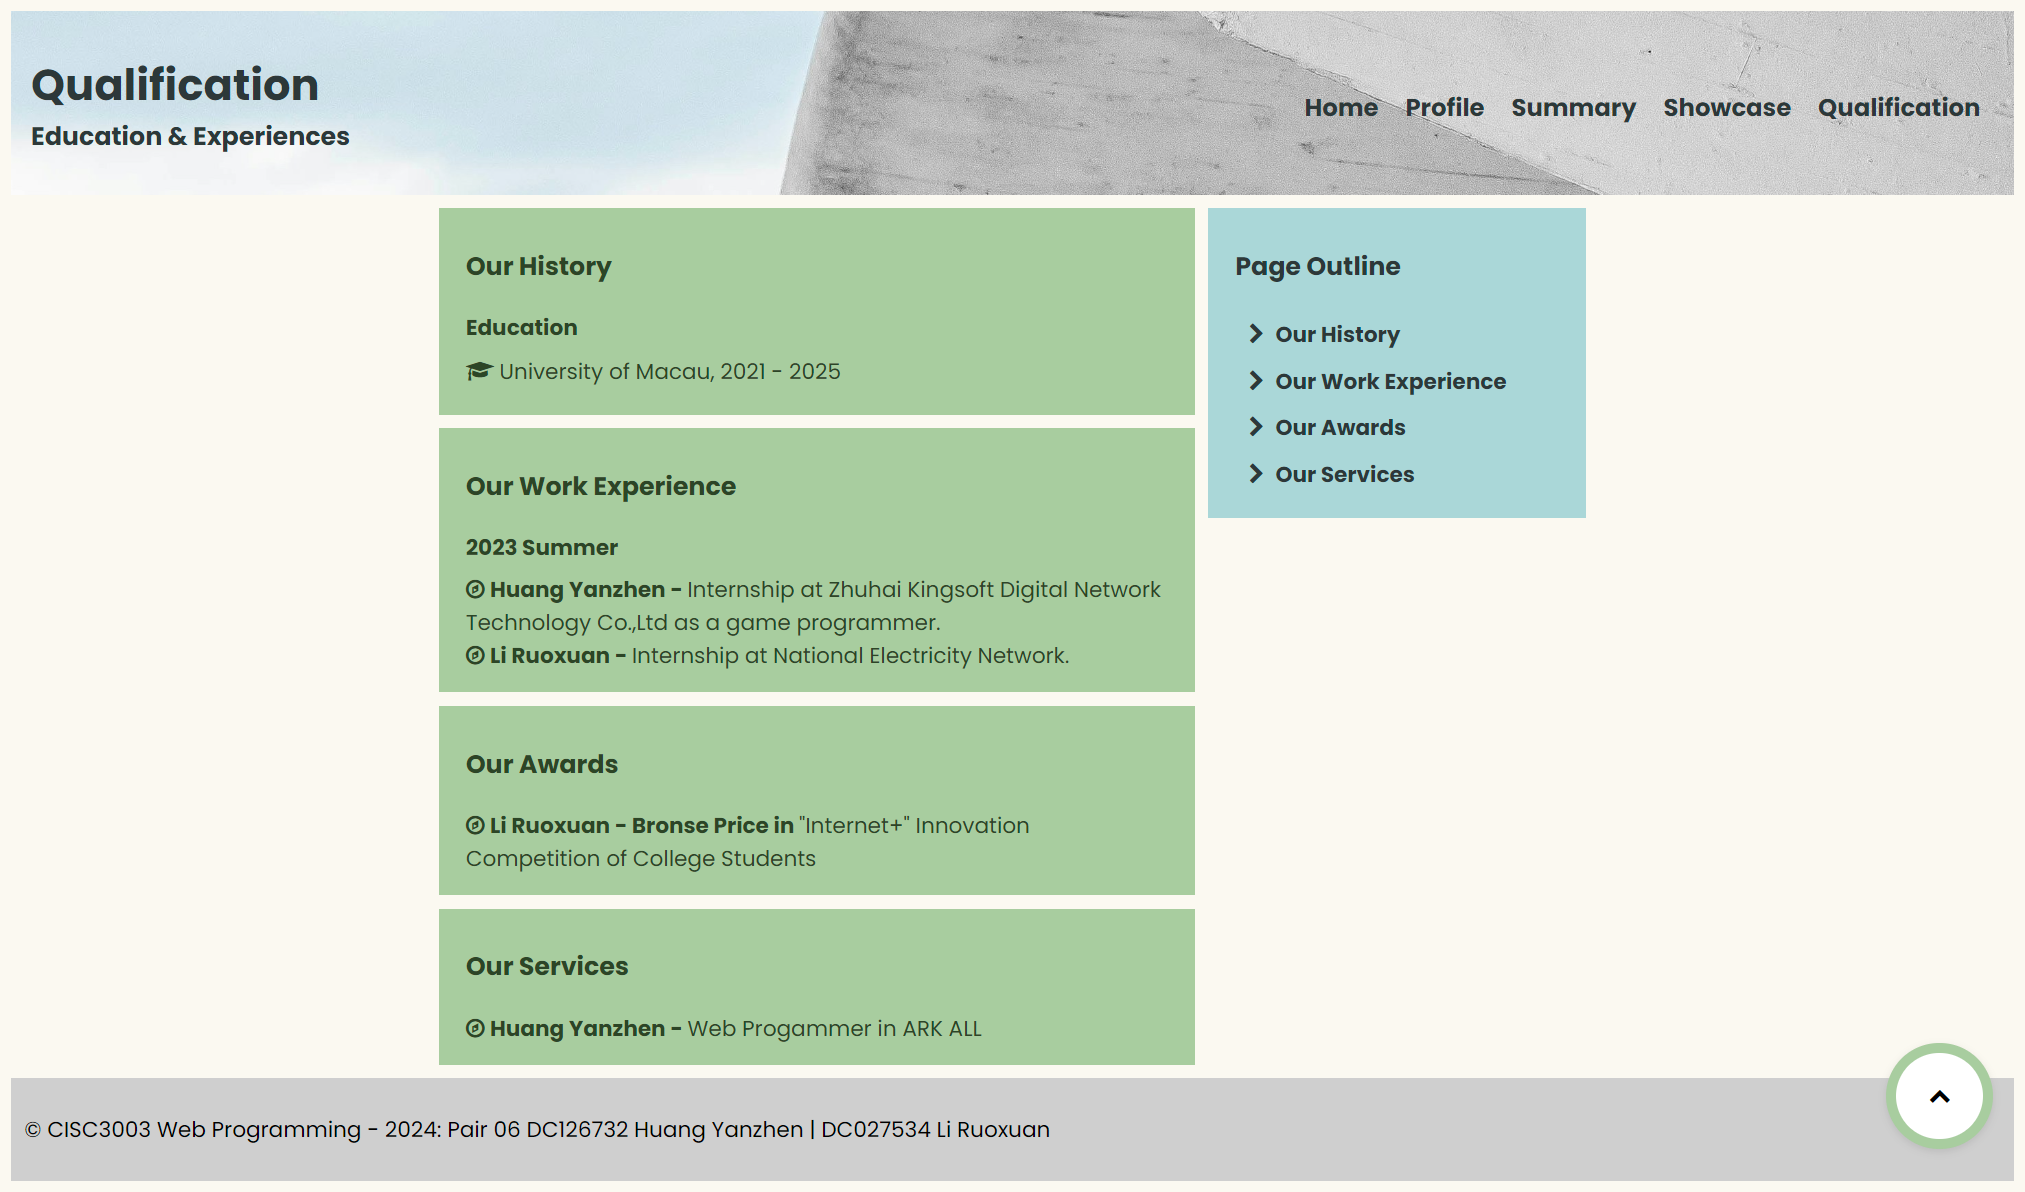 Qualification
Education & Experiences
Home Profile Summary Showcase Qualification
Our History
Education
University of Macau, 2021 - 2025
Our Work Experience
2023 Summer
Huang Yanzhen - Internship at Zhuhai Kingsoft Digital Network
Technology Co.,Ltd as a game programmer.
Li Ruoxuan - Internship at National Electricity Network.
Our Awards
Li Ruoxuan - Bronse Price in "Internet+" Innovation
Competition of College Students
Our Services
Huang Yanzhen - Web Progammer in ARK ALL
Page Outline
Our History
Our Work Experience
Our Awards
Our Services
© CISC3003 Web Programming - 2024: Pair 06 DC126732 Huang Yanzhen | DC027534 Li Ruoxuan